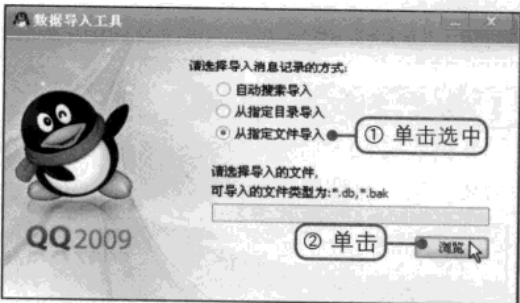 数据导入工具
请选择导入消息记录的方式:
自动搜索导入
从指定目录导入
从指定文件导入
① 单击选中
请选择导入的文件,
可导入的文件类型为:*.db,*.bak
QQ2009
② 单击
浏览